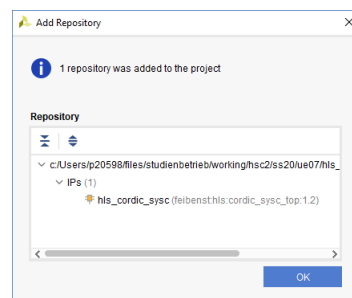 Add Repository
1 repository was added to the project
Repository
c:/Users/p20598/files/studienbetrieb/working/hsc2/ss20/ue07/hls_
IPs (1)
hls_cordic_sysc (feibenst:hls:cordic_sysc_top:1.2)
OK